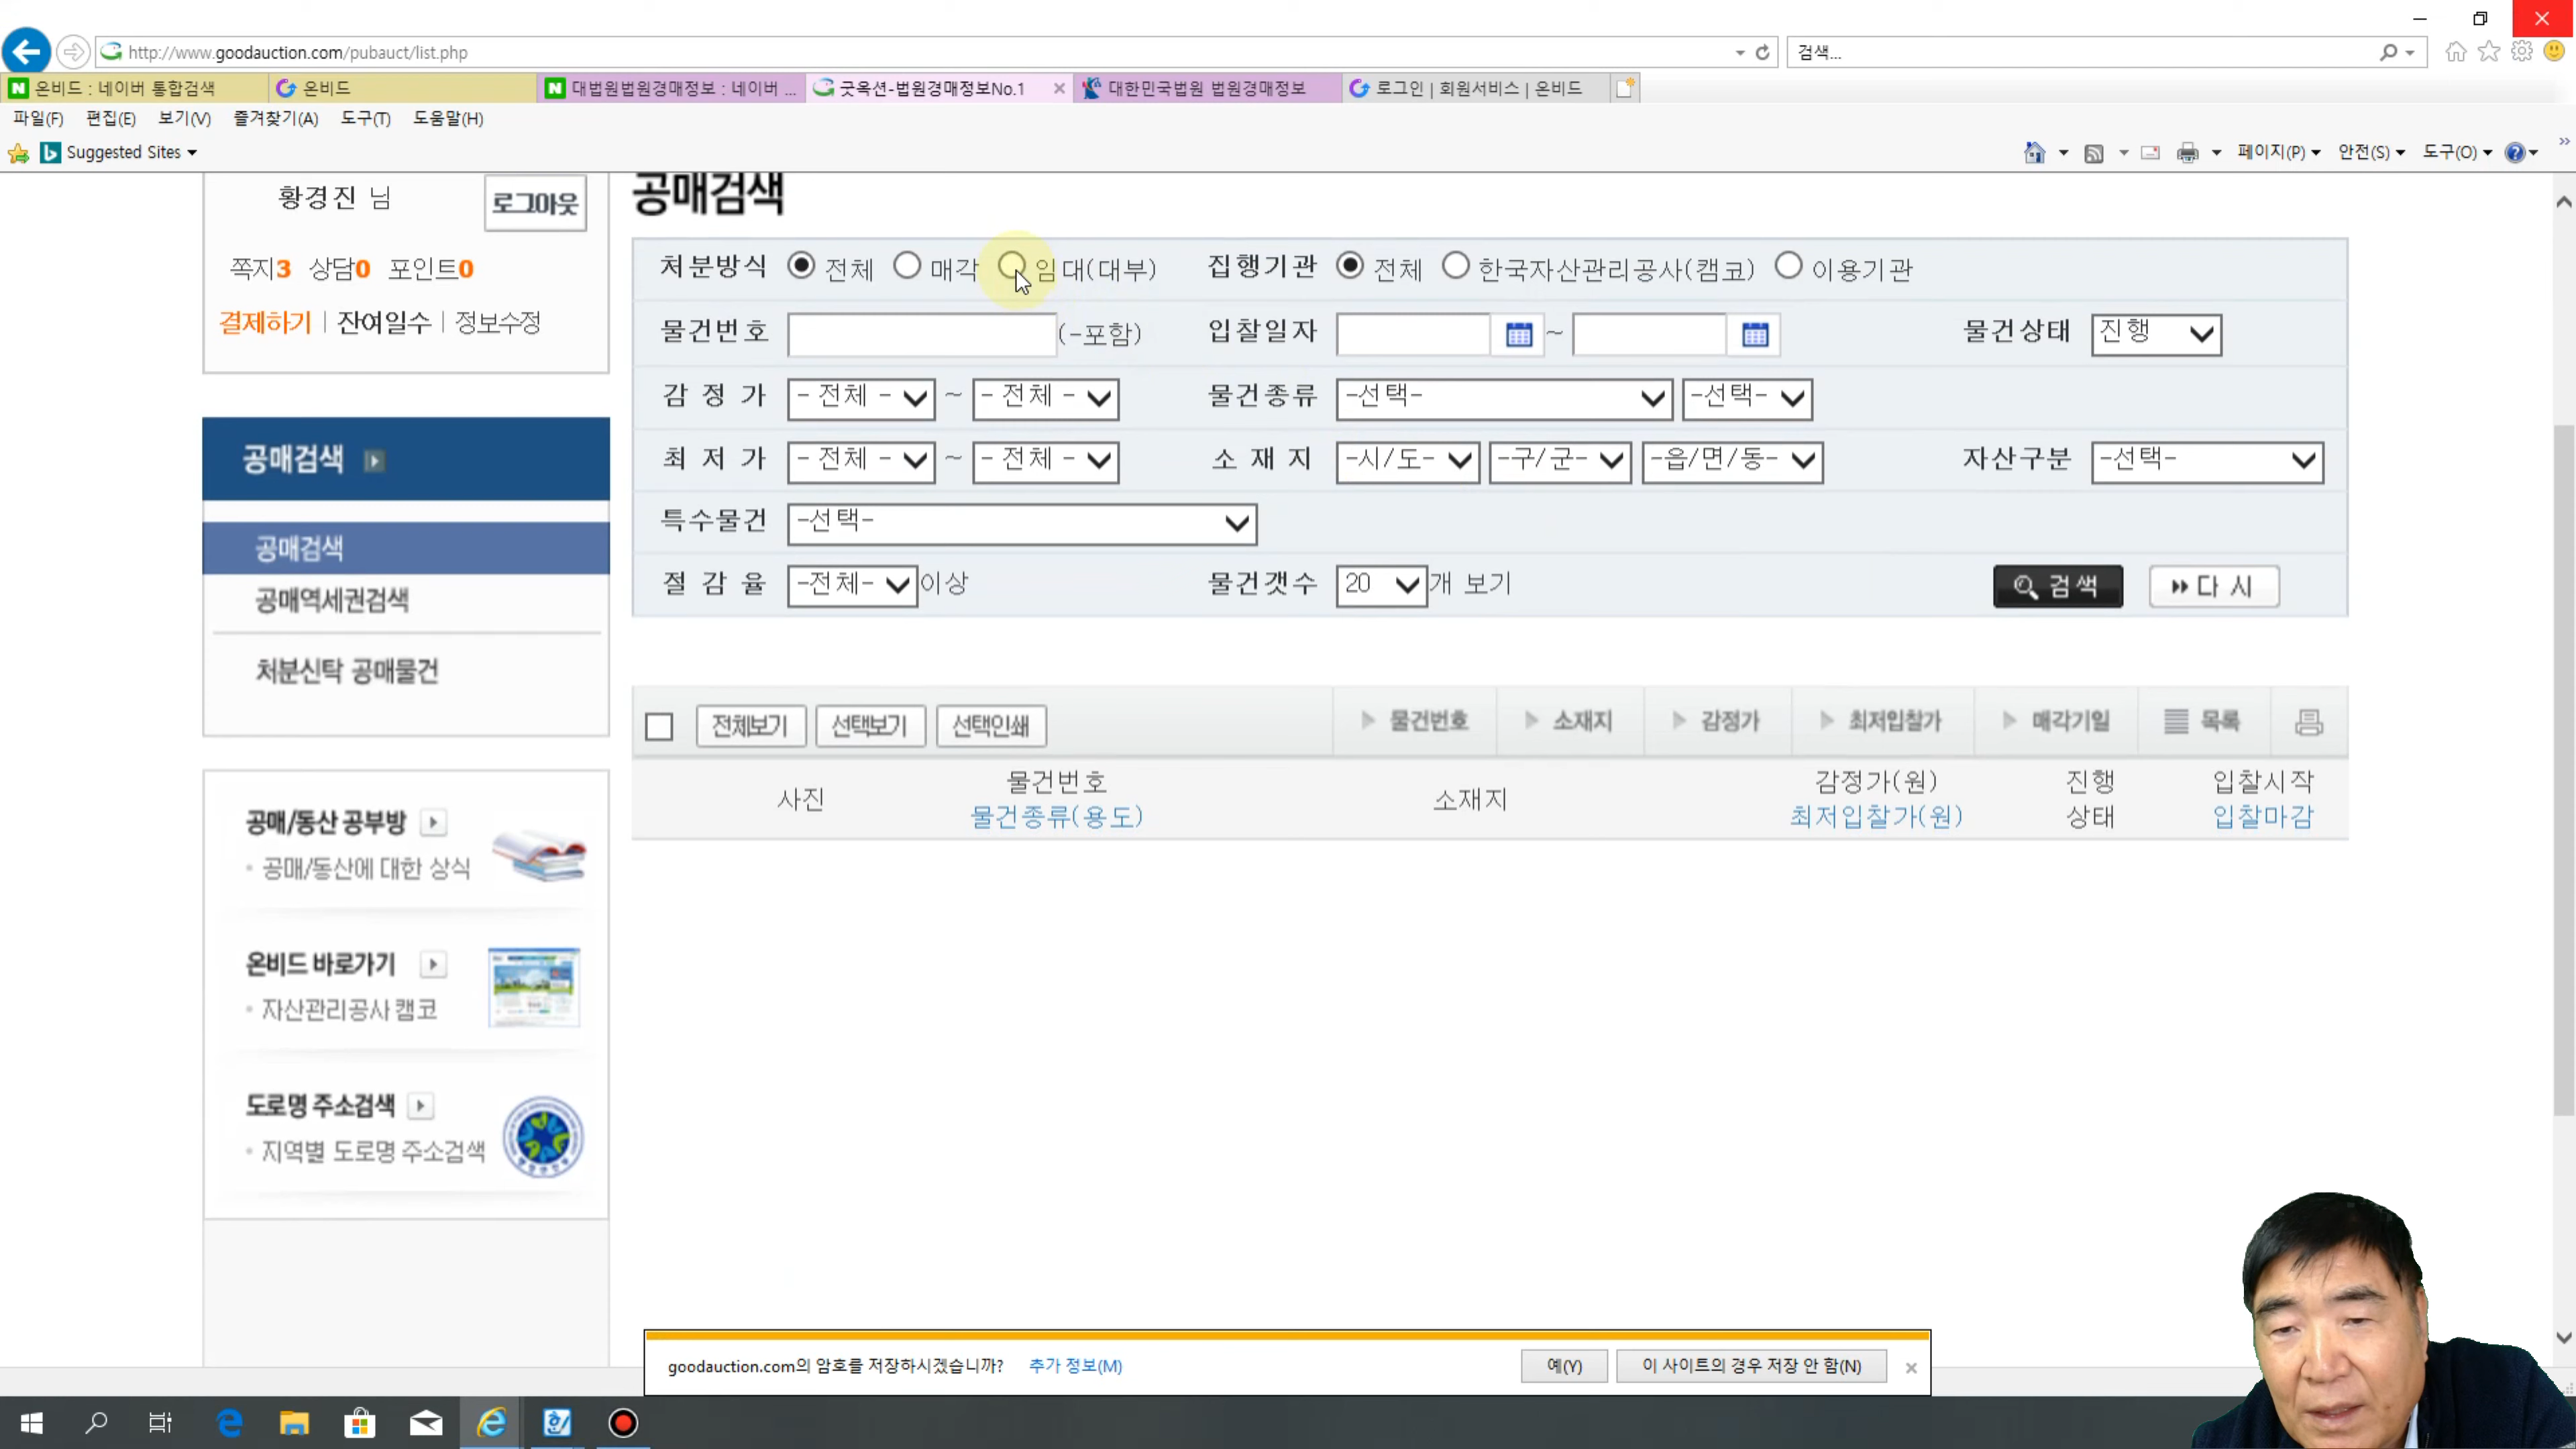 http://www.goodauction.com/pubauct/list.php
검색...
온비드 : 네이버 통합검색
온비드
대법원법원경매정보 : 네이버 ...
굿옥션-법원경매정보No.1
대한민국법원 법원경매정보
로그인 | 회원서비스 | 온비드
파일(F) 편집(E) 보기(V) 즐겨찾기(A) 도구(T) 도움말(H)
Suggested Sites
페이지(P) 안전(S) 도구(O)
황경진 님 로그아웃
쪽지3 상담0 포인트0
결제하기 | 잔여일수 | 정보수정
공매검색
공매검색
공매역세권검색
처분신탁 공매물건
공매/동산 공부방
공매/동산에 대한 상식
온비드 바로가기
자산관리공사 캠코
도로명 주소검색
지역별 도로명 주소검색
공매검색
처분방식 전체 매각 임대(대부) 집행기관 전체 한국자산관리공사(캠코) 이용기관
물건번호 (-포함) 입찰일자 ~ 물건상태 진행
감 정 가 - 전체 - ~ - 전체 - 물건종류 -선택- -선택-
최 저 가 - 전체 - ~ - 전체 - 소 재 지 -시/도- -구/군- -읍/면/동- 자산구분 -선택-
특수물건 -선택-
절 감 율 -전체- 이상 물건갯수 20 개 보기 검색 다 시
전체보기 선택보기 선택인쇄 물건번호 소재지 감정가 최저입찰가 매각기일 목록
사진 물건번호 소재지 감정가(원) 진행 입찰시작
물건종류(용도) 최저입찰가(원) 상태 입찰마감
goodauction.com의 암호를 저장하시겠습니까? 추가 정보(M) 예(Y) 이 사이트의 경우 저장 안 함(N)